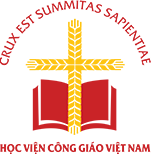 CRUX EST SUMMITAS SAPIENTIAE
HỌC VIỆN CÔNG GIÁO VIỆT NAM